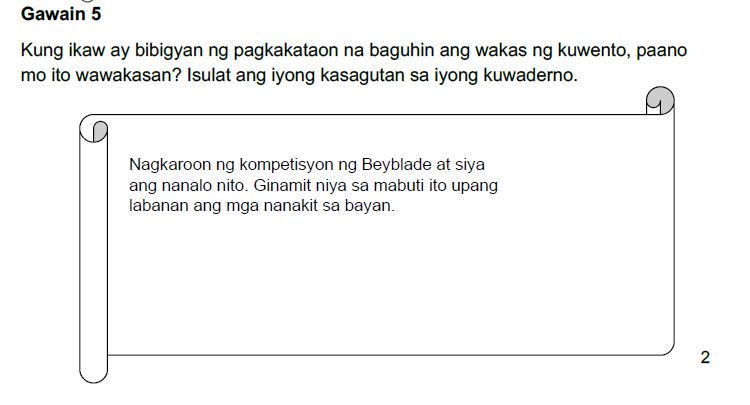 Gawain 5
Kung ikaw ay bibigyan ng pagkakataon na baguhin ang wakas ng kuwento, paano
mo ito wawakasan? Isulat ang iyong kasagutan sa iyong kuwaderno.
Nagkaroon ng kompetisyon ng Beyblade at siya
ang nanalo nito. Ginamit niya sa mabuti ito upang
labanan ang mga nanakit sa bayan.
2